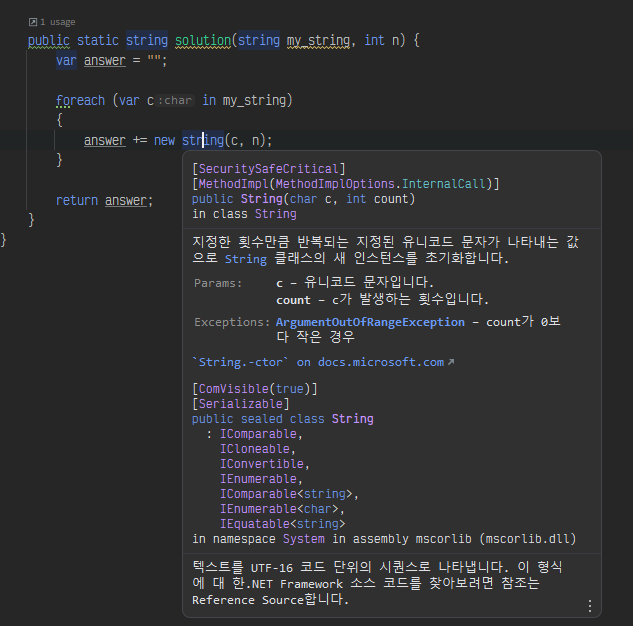 1 usage
public static string solution(string my_string, int n) {
var answer = "";
foreach (var c :char in my_string)
{
answer += new string(c, n);
}
return answer;
}
}
[SecuritySafeCritical]
[MethodImpl(MethodImplOptions.InternalCall)]
public String(char c, int count)
in class String
지정한 횟수만큼 반복되는 지정된 유니코드 문자가 나타내는 값
으로 String 클래스의 새 인스턴스를 초기화합니다.
Params: c – 유니코드 문자입니다.
count – c가 발생하는 횟수입니다.
Exceptions: ArgumentOutOfRangeException – count가 0보
다 작은 경우
`String.-ctor` on docs.microsoft.com↗
[ComVisible(true)]
[Serializable]
public sealed class String
: IComparable,
ICloneable,
IConvertible,
IEnumerable,
IComparable<string>,
IEnumerable<char>,
IEquatable<string>
in namespace System in assembly mscorlib (mscorlib.dll)
텍스트를 UTF-16 코드 단위의 시퀀스로 나타냅니다. 이 형식
에 대 한.NET Framework 소스 코드를 찾아보려면 참조는
Reference Source합니다.